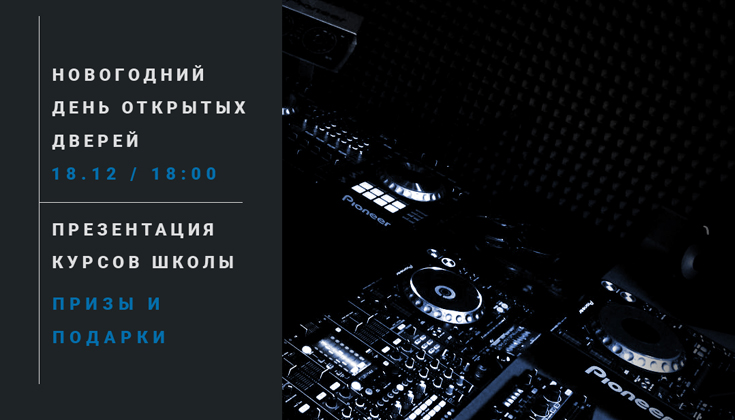 НОВОГОДНИЙ
ДЕНЬ ОТКРЫТЫХ
ДВЕРЕЙ
18.12 / 18:00
ПРЕЗЕНТАЦИЯ
КУРСОВ ШКОЛЫ
ПРИЗЫ И
ПОДАРКИ
Pioneer
Pioneer